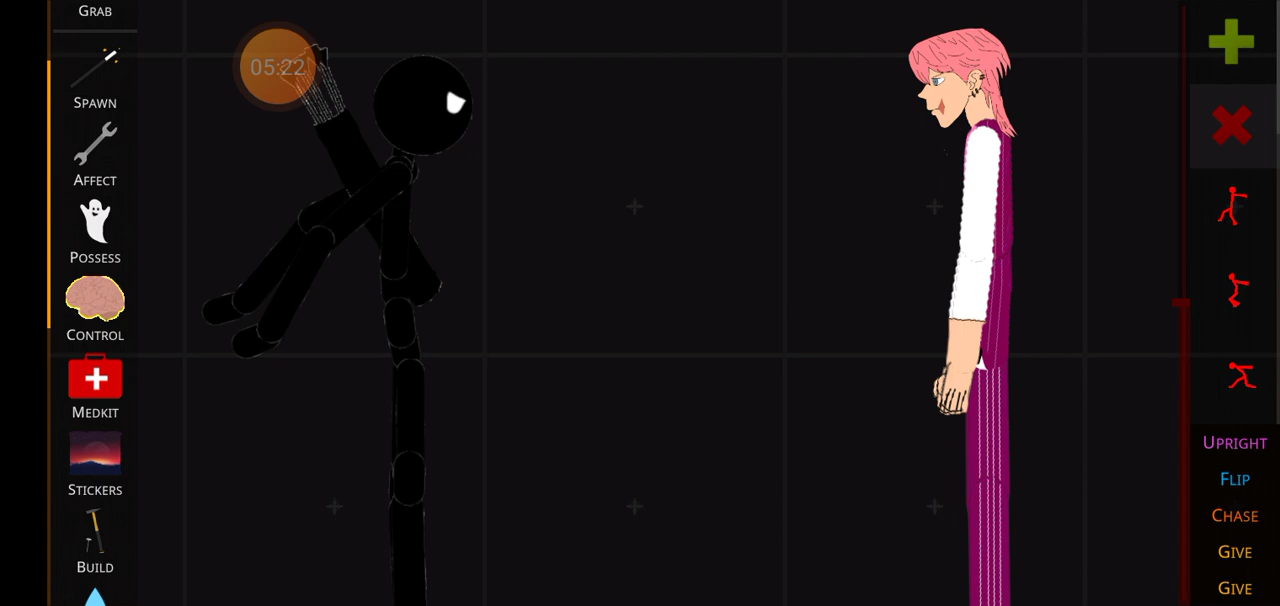 GRAB
05:22
SPAWN
AFFECT
POSSESS
CONTROL
MEDKIT
STICKERS
BUILD
UPRIGHT
FLIP
CHASE
GIVE
GIVE